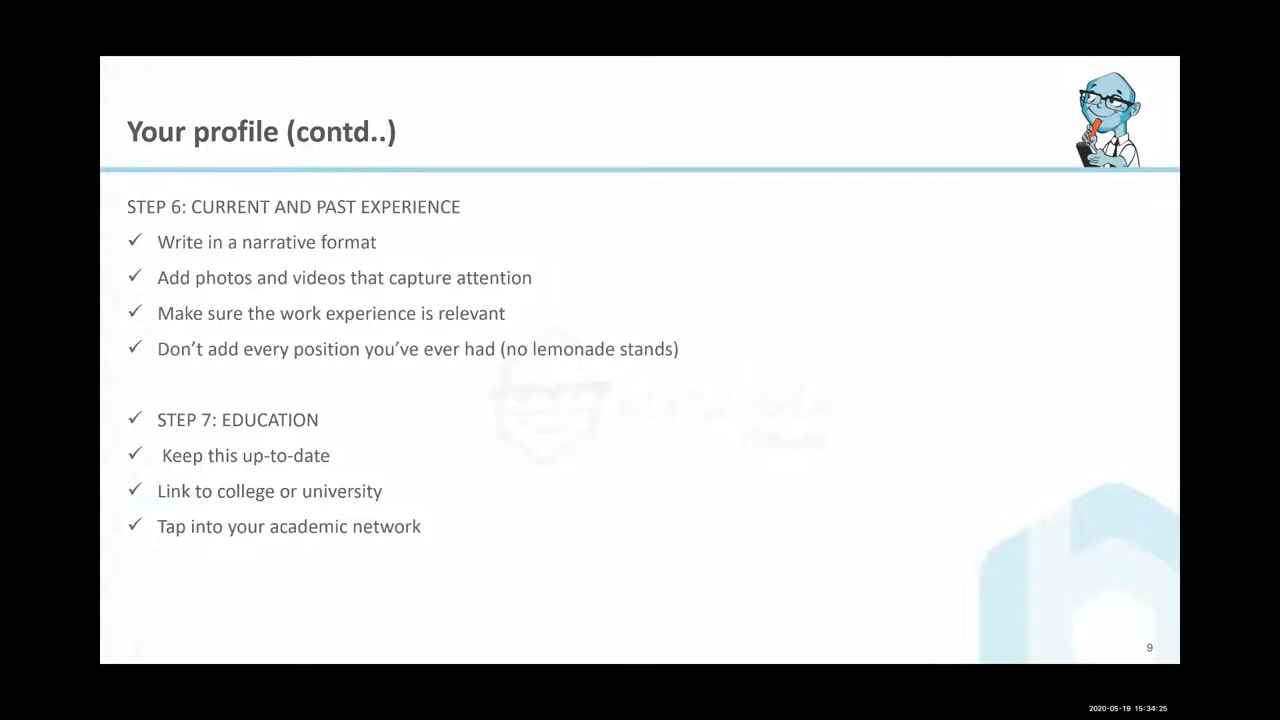 Your profile (contd..)
STEP 6: CURRENT AND PAST EXPERIENCE
✓ Write in a narrative format
✓ Add photos and videos that capture attention
✓ Make sure the work experience is relevant
✓ Don’t add every position you’ve ever had (no lemonade stands)
✓ STEP 7: EDUCATION
✓ Keep this up-to-date
✓ Link to college or university
✓ Tap into your academic network
9
2020-05-19 15:34:25